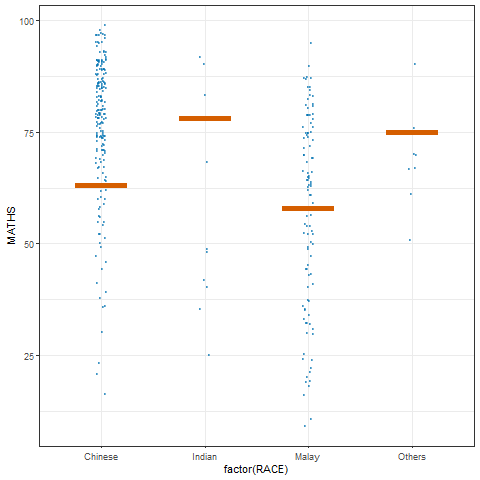 100
75
50
25
MATHS
Chinese
Indian
Malay
Others
factor(RACE)